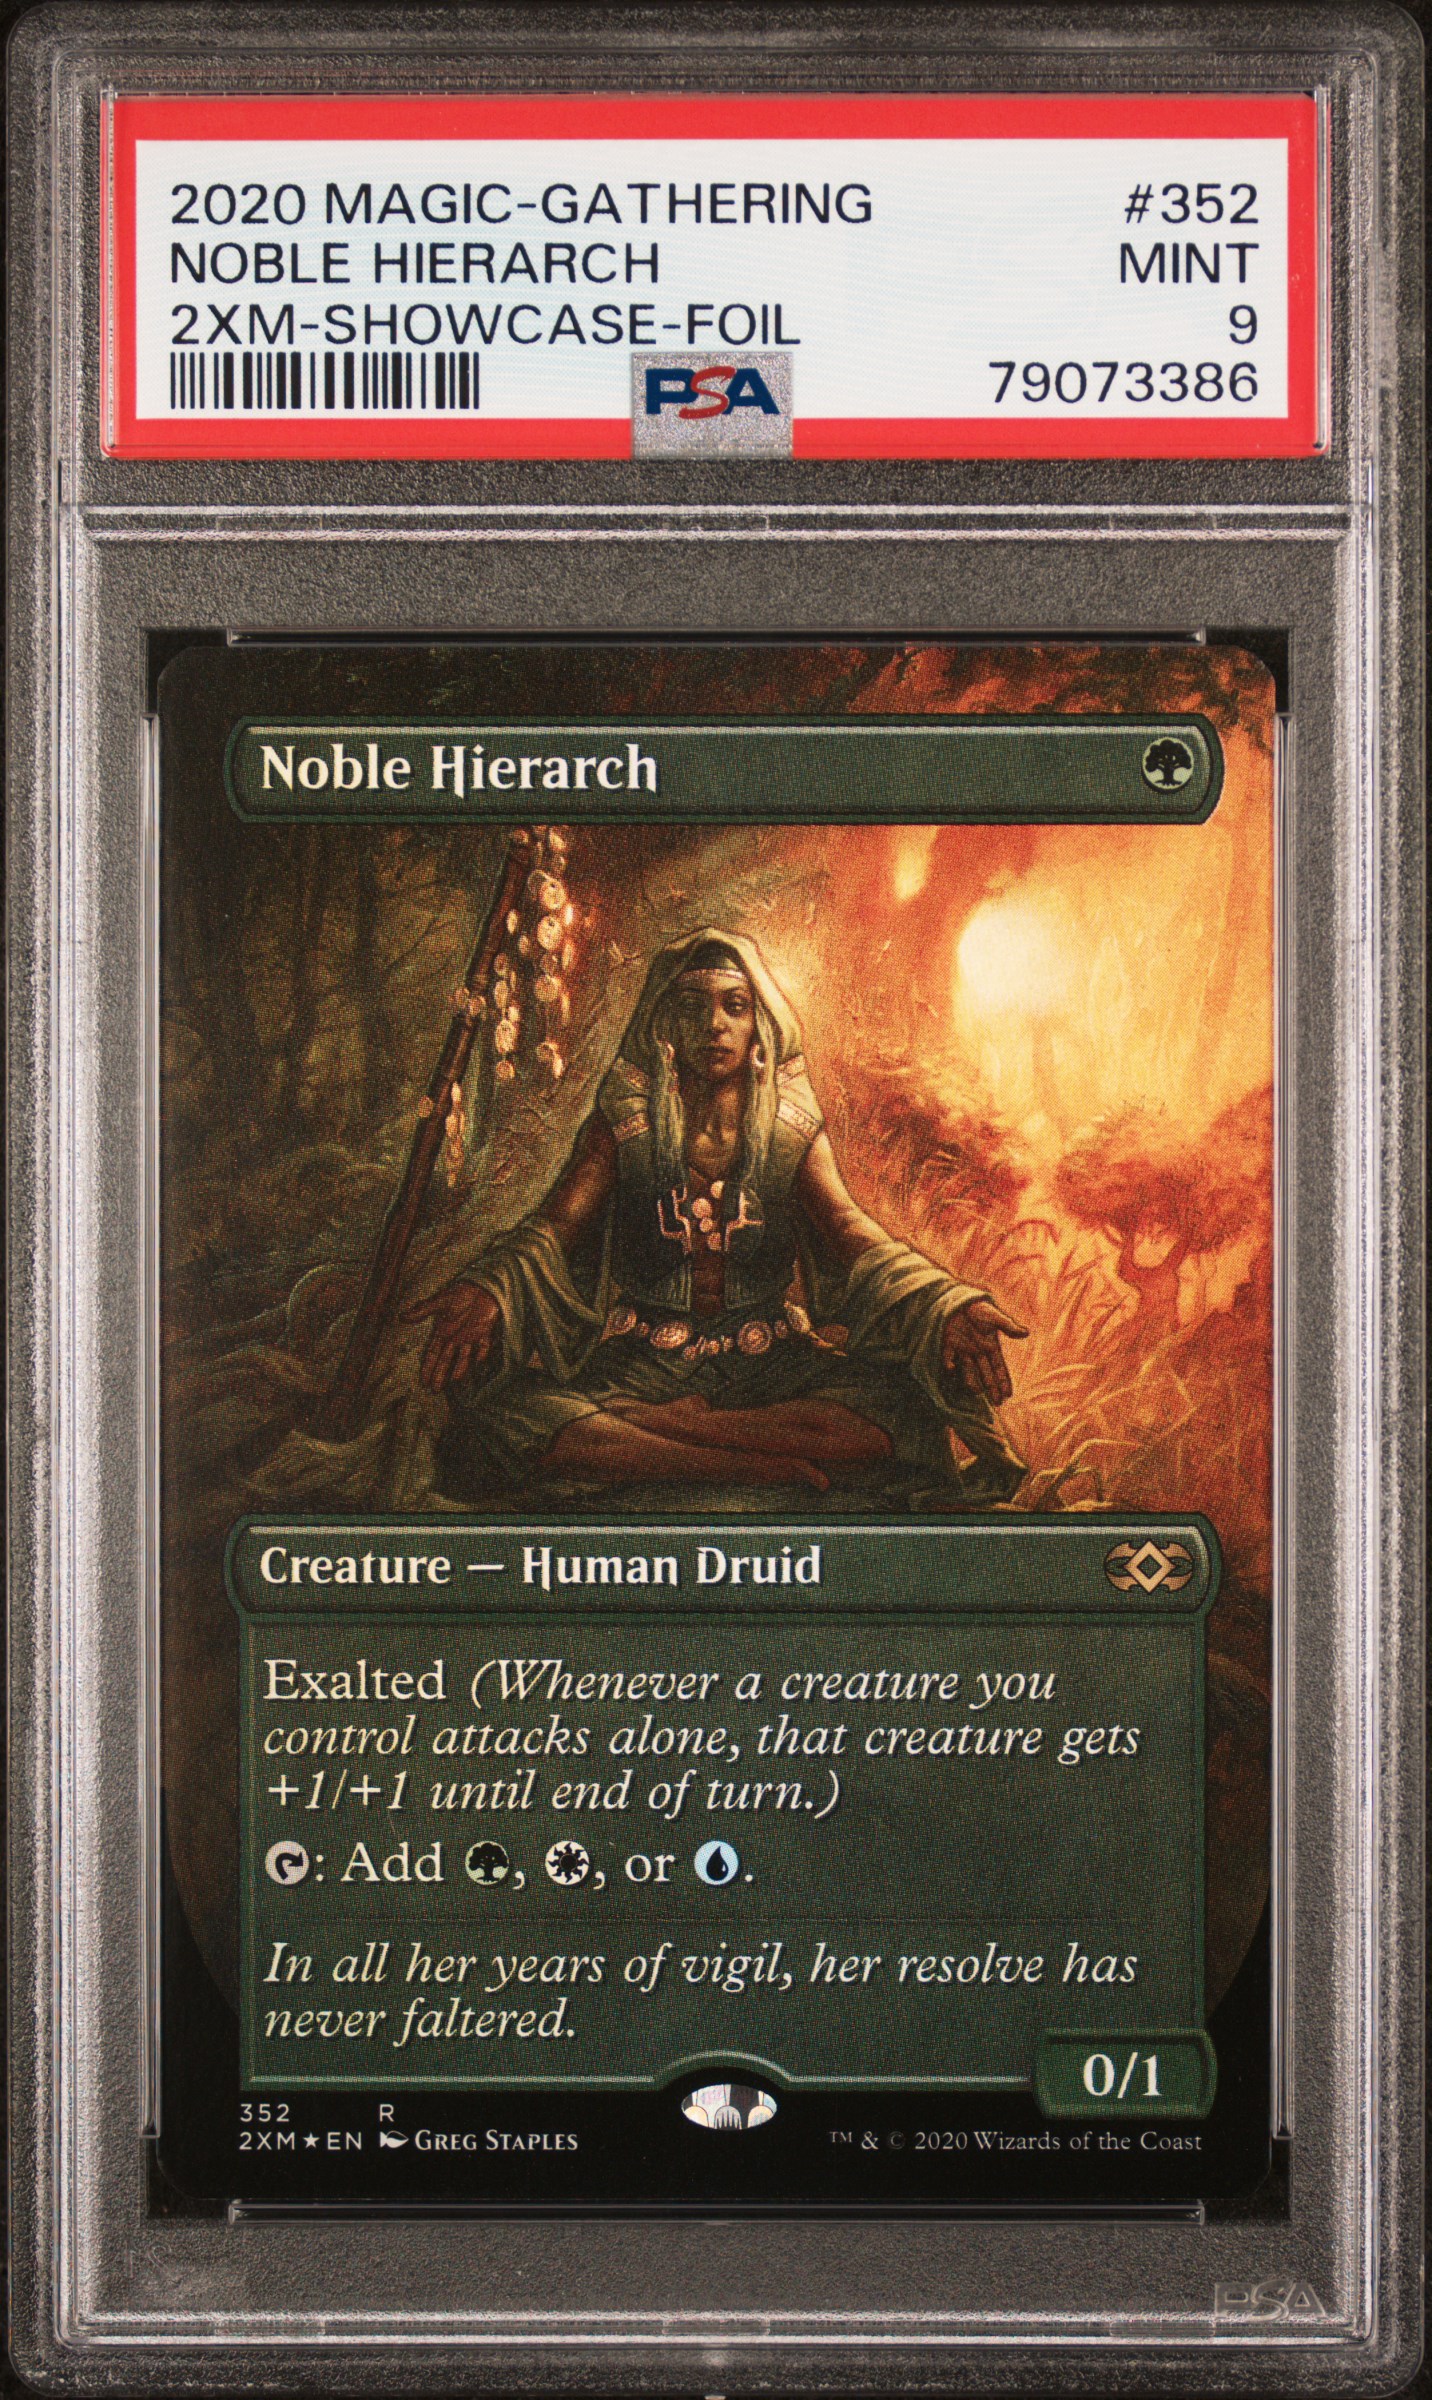 2020 MAGIC-GATHERING #352
NOBLE HIERARCH MINT
2XM-SHOWCASE-FOIL 9
PSA 79073386
Noble Hierarch
Creature — Human Druid
Exalted (Whenever a creature you
control attacks alone, that creature gets
+1/+1 until end of turn.)
: Add , , or .
In all her years of vigil, her resolve has
never faltered.
0/1
352 R
2XM★EN GREG STAPLES ™ & © 2020 Wizards of the Coast
PSA